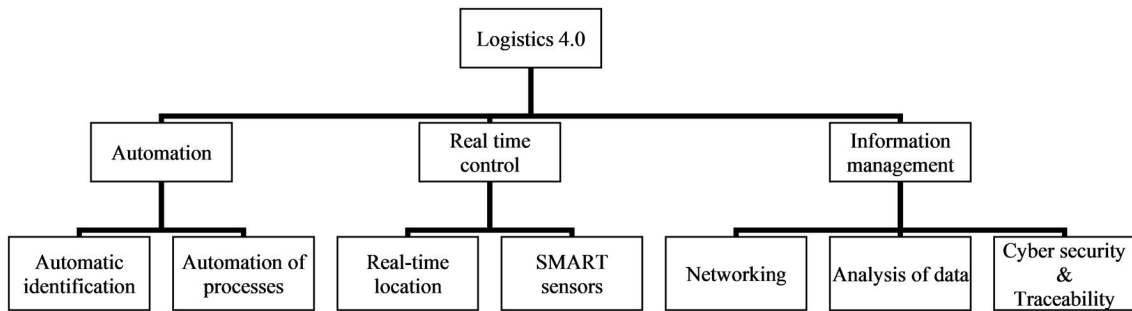 Logistics 4.0
Automation
Real time
control
Information
management
Automatic
identification
Automation of
processes
Real-time
location
SMART
sensors
Networking
Analysis of data
Cyber security
&
Traceability